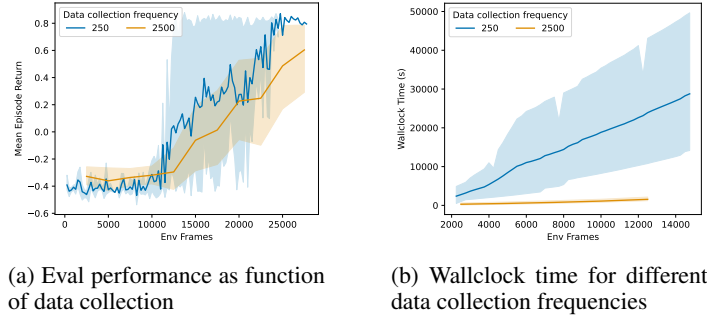 Data collection frequency
250 2500
0.8
0.6
0.4
0.2
0.0
−0.2
−0.4
−0.6
0 5000 10000 15000 20000 25000
Mean Episode Return
Env Frames
(a) Eval performance as function
of data collection
Data collection frequency
250 2500
50000
40000
30000
20000
10000
0
2000 4000 6000 8000 10000 12000 14000
Wallclock Time (s)
Env Frames
(b) Wallclock time for different
data collection frequencies